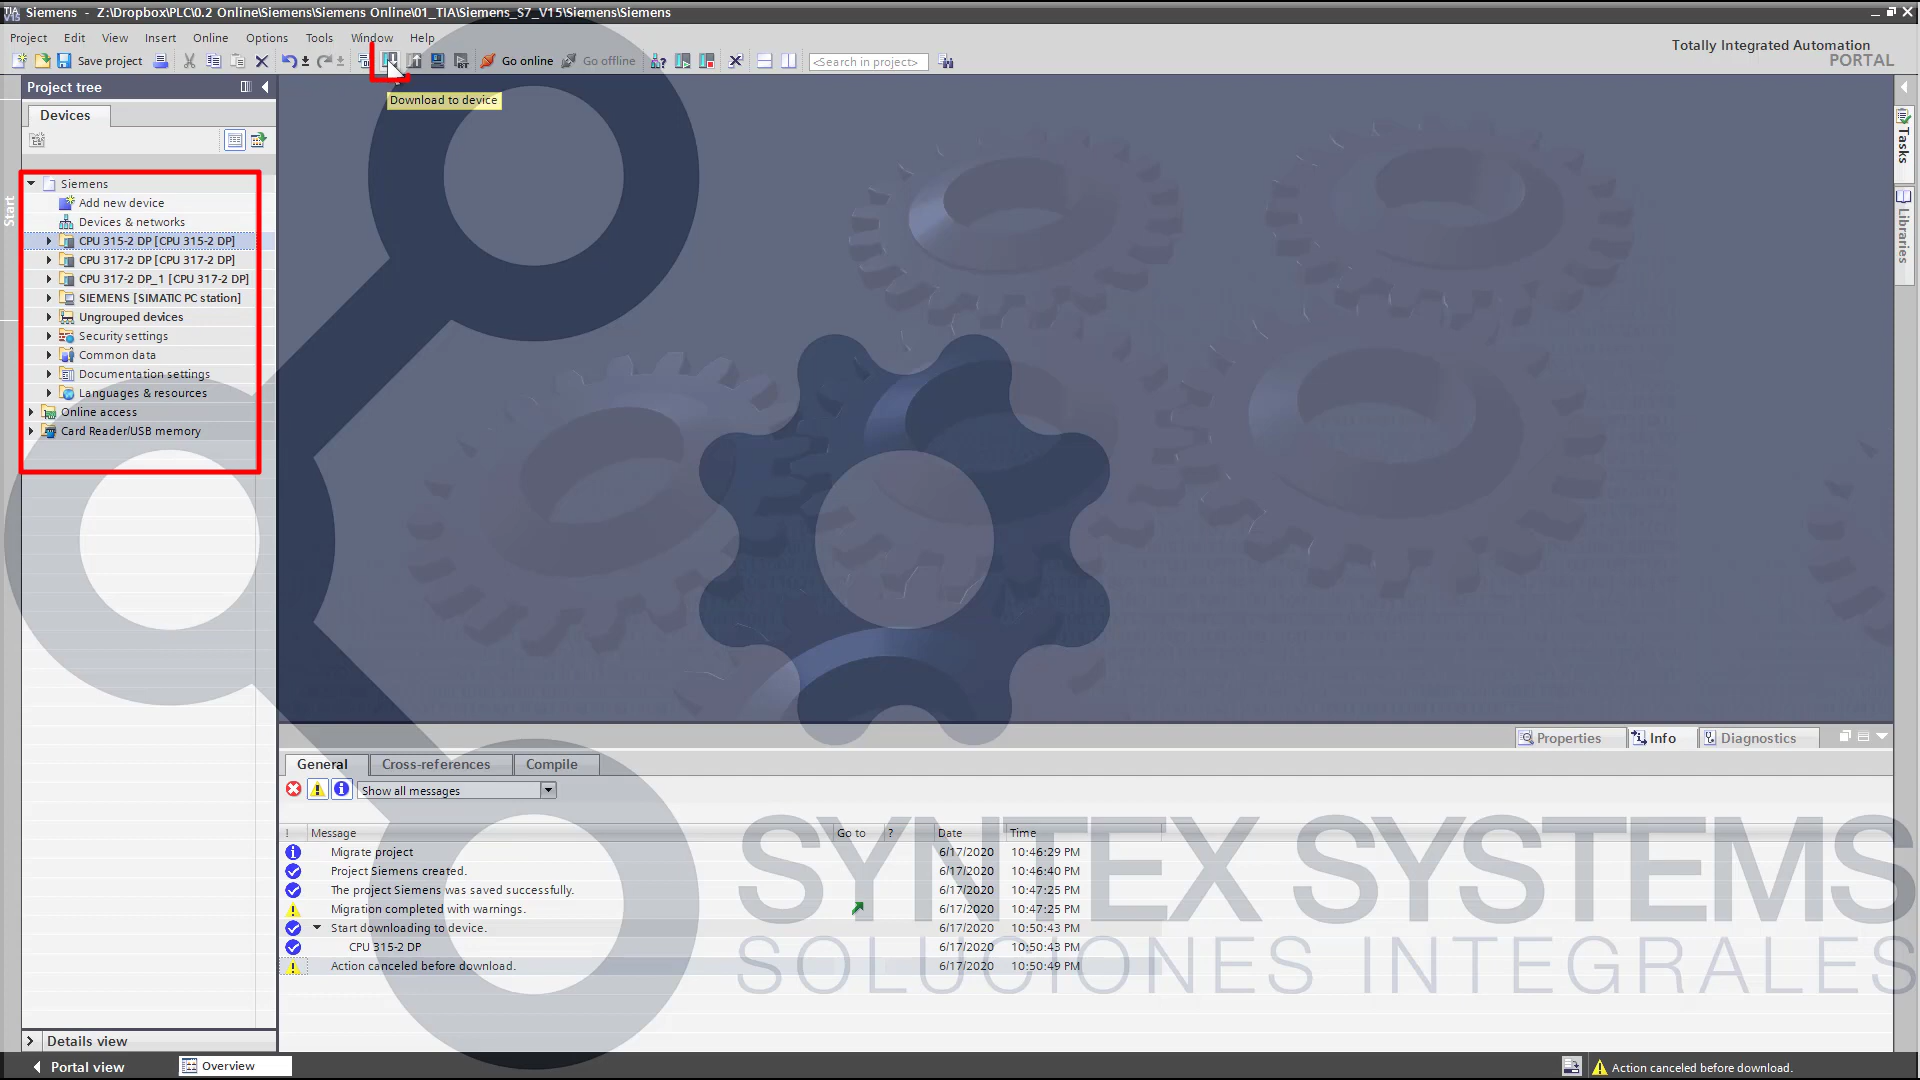 Siemens - Z:\Dropbox\PLC\0.2 Online\Siemens\Siemens Online\01_TIA\Siemens_S7_V15\Siemens\Siemens
Project Edit View Insert Online Options Tools Window Help
Save project Go online Go offline <Search in project>
Totally Integrated Automation
PORTAL
Download to device
Project tree
Devices
Start
Siemens
Add new device
Devices & networks
CPU 315-2 DP [CPU 315-2 DP]
CPU 317-2 DP [CPU 317-2 DP]
CPU 317-2 DP_1 [CPU 317-2 DP]
SIEMENS [SIMATIC PC station]
Ungrouped devices
Security settings
Common data
Documentation settings
Languages & resources
Online access
Card Reader/USB memory
Tasks
Libraries
Properties Info Diagnostics
General Cross-references Compile
Show all messages
! Message Go to ? Date Time
Migrate project 6/17/2020 10:46:29 PM
Project Siemens created. 6/17/2020 10:46:40 PM
The project Siemens was saved successfully. 6/17/2020 10:47:25 PM
Migration completed with warnings. 6/17/2020 10:47:25 PM
Start downloading to device. 6/17/2020 10:50:43 PM
CPU 315-2 DP 6/17/2020 10:50:43 PM
Action canceled before download. 6/17/2020 10:50:49 PM
SYNTEX SYSTEMS
SOLUCIONES INTEGRALES
Details view
Portal view Overview Action canceled before download.